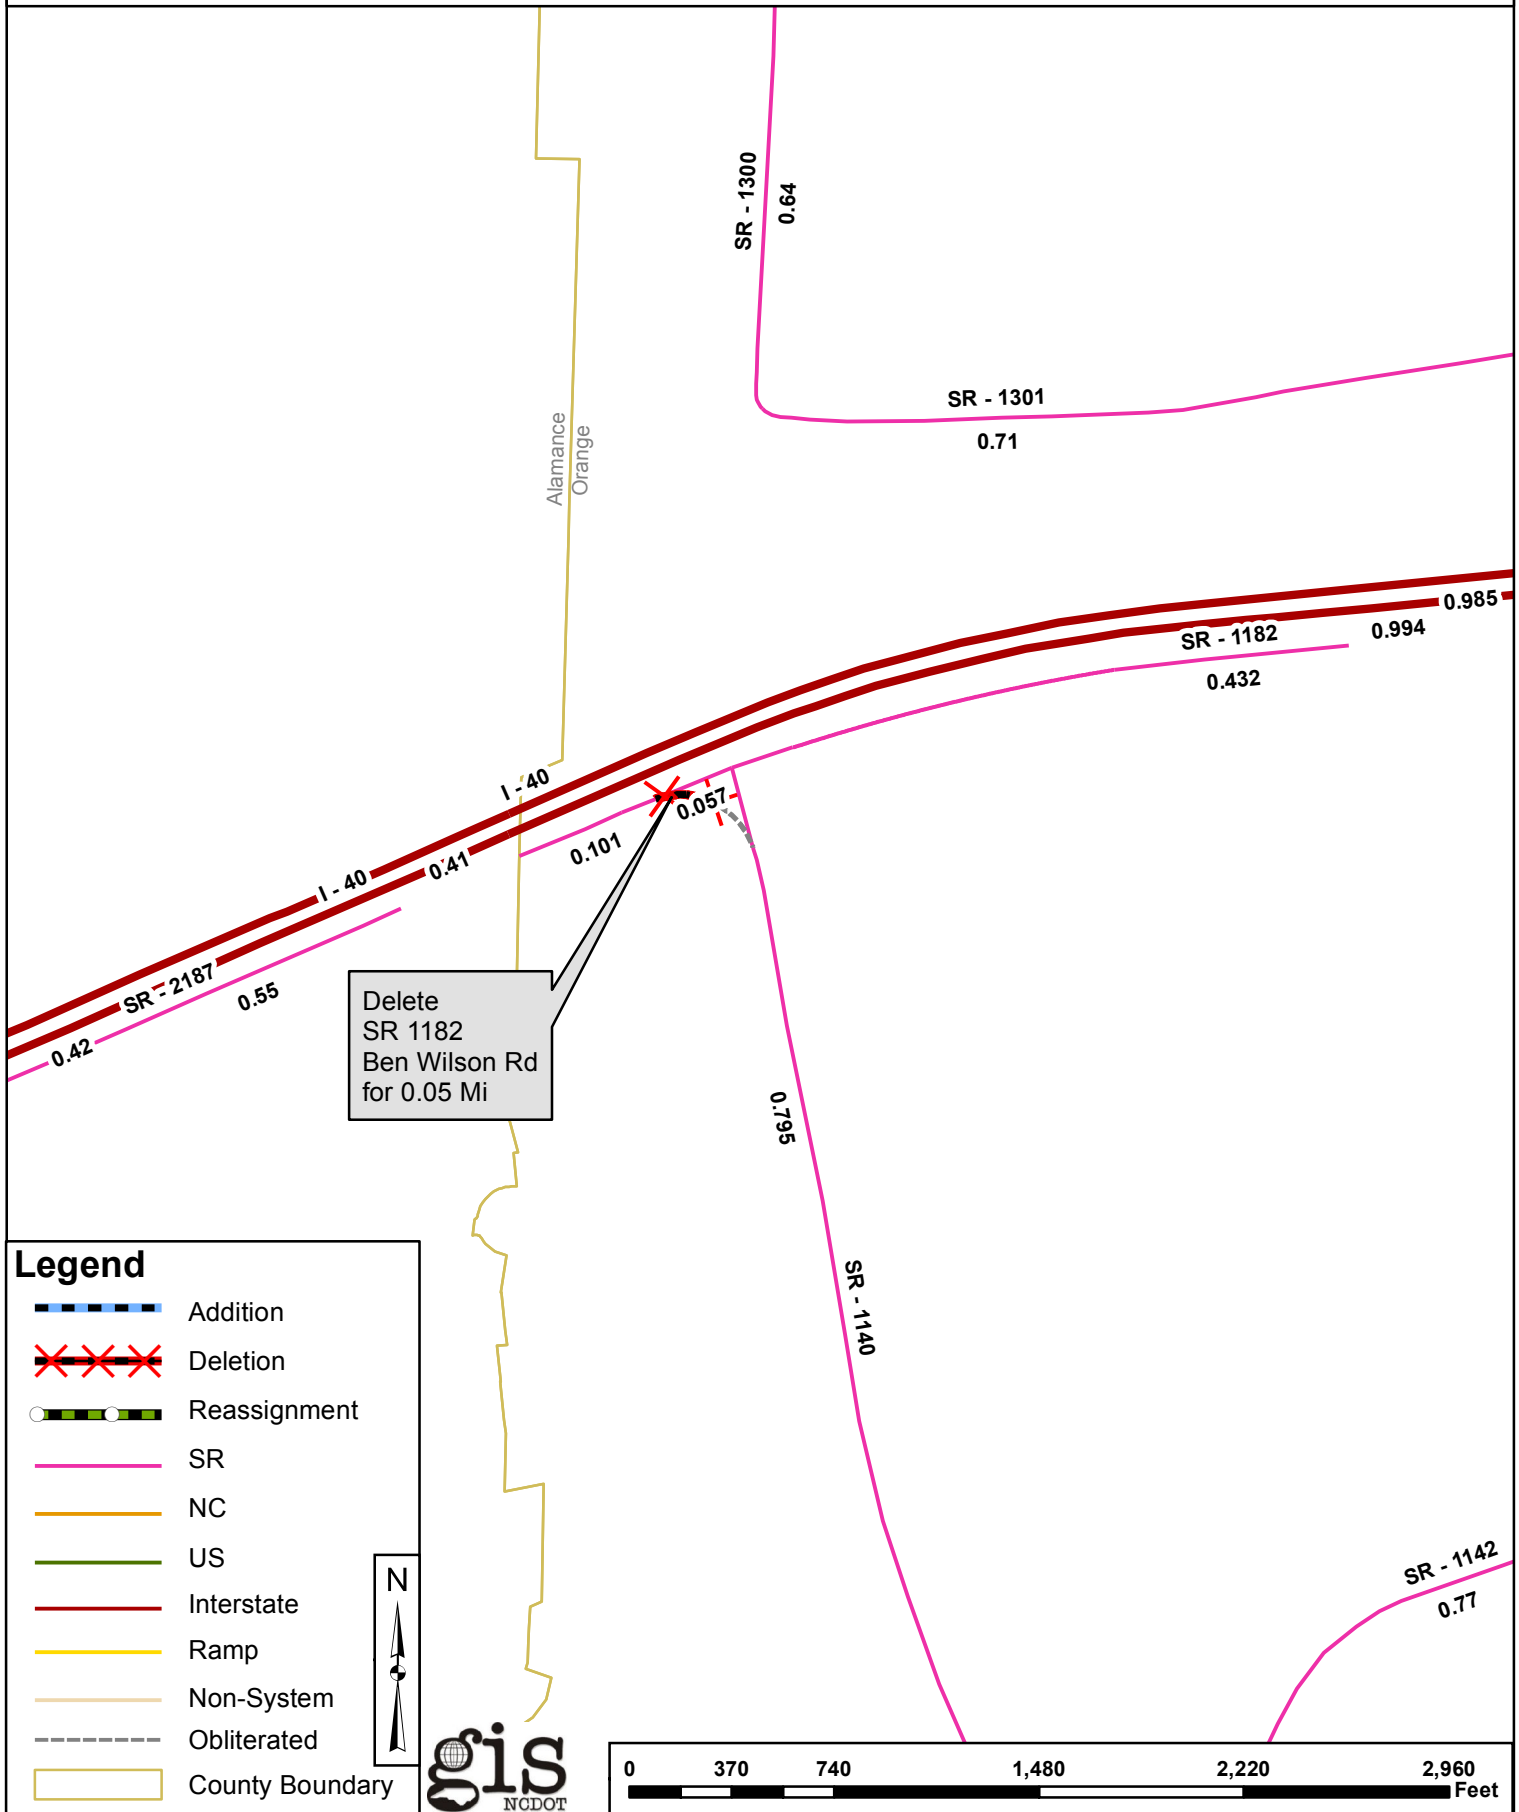 SR - 1300
0.64
SR - 1301
0.71
Alamance
Orange
0.985
SR - 1182
0.994
0.432
I - 40
0.057
0.101
0.41
I - 40
SR - 2187
0.55
0.42
Delete
SR 1182
Ben Wilson Rd
for 0.05 Mi
0.795
SR - 1140
SR - 1142
0.77
Legend
Addition
Deletion
Reassignment
SR
NC
US
Interstate
Ramp
Non-System
Obliterated
County Boundary
N
gis
NCDOT
0 370 740 1,480 2,220 2,960
Feet